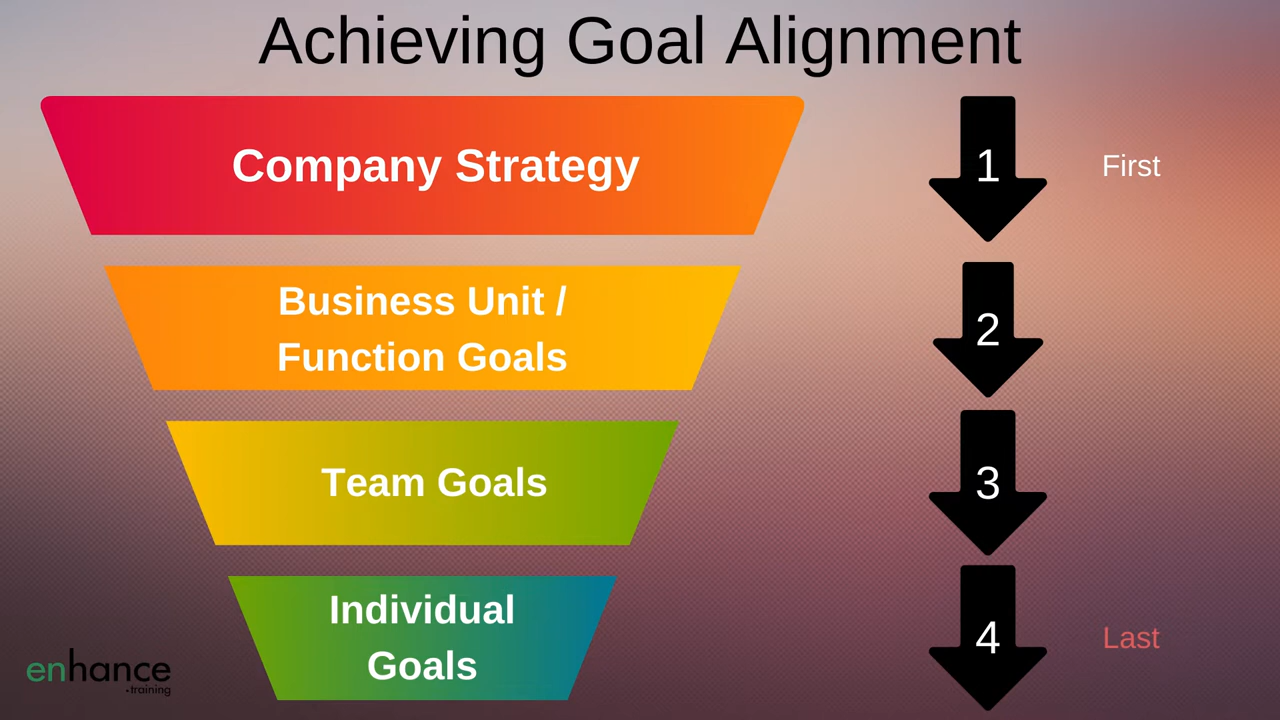 Achieving Goal Alignment
Company Strategy
1
First
Business Unit /
Function Goals
2
Team Goals
3
Individual
Goals
4
Last
enhance
.training